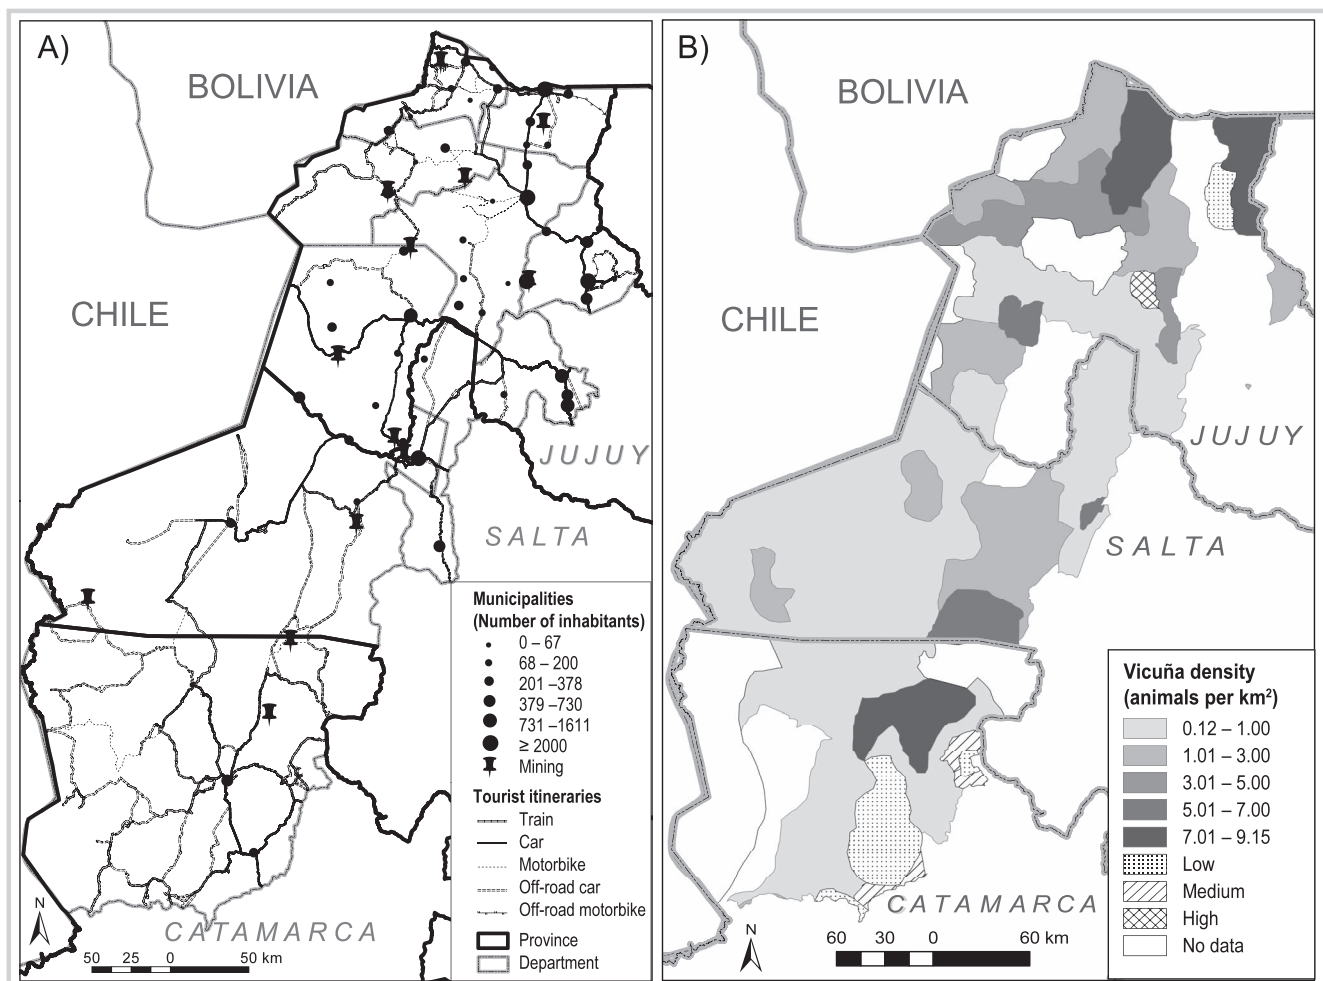 A)
BOLIVIA
CHILE
JUJUY
SALTA
CATAMARCA
N
50 25 0 50 km
Municipalities
(Number of inhabitants)
0 – 67
68 – 200
201 –378
379 –730
731 –1611
≥ 2000
Mining
Tourist itineraries
Train
Car
Motorbike
Off-road car
Off-road motorbike
Province
Department
B)
BOLIVIA
CHILE
JUJUY
SALTA
CATAMARCA
N
60 30 0 60 km
Vicuña density
(animals per km²)
0.12 – 1.00
1.01 – 3.00
3.01 – 5.00
5.01 – 7.00
7.01 – 9.15
Low
Medium
High
No data